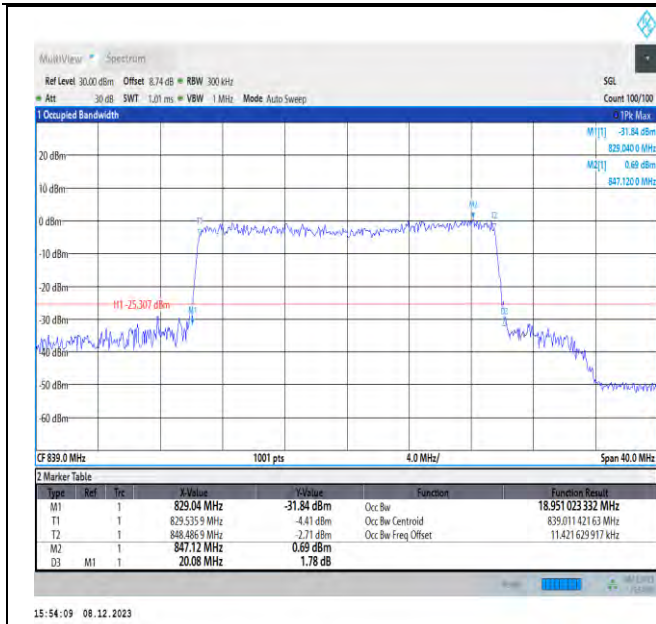 MultiView Spectrum
Ref Level 30.00 dBm Offset 8.74 dB RBW 300 kHz SGL
Att 30 dB SWT 1.01 ms VBW 1 MHz Mode Auto Sweep Count 100/100
1 Occupied Bandwidth 1Pk Max
M1[1] -31.84 dBm
829.040 0 MHz
M2[1] 0.69 dBm
847.120 0 MHz
20 dBm
10 dBm
0 dBm
-10 dBm
-20 dBm
-30 dBm
-40 dBm
-50 dBm
-60 dBm
M2
T2
H1 -25.307 dBm
M1
D3
CF 839.0 MHz 1001 pts 4.0 MHz/ Span 40.0 MHz
2 Marker Table
Type Ref Trc X-Value Y-Value Function Function Result
M1 1 829.04 MHz -31.84 dBm Occ Bw 18.951 023 332 MHz
T1 1 829.535 9 MHz -4.41 dBm Occ Bw Centroid 839.011 421 63 MHz
T2 1 848.486 9 MHz -2.71 dBm Occ Bw Freq Offset 11.421 629 917 kHz
M2 1 847.12 MHz 0.69 dBm
D3 M1 1 20.08 MHz 1.78 dB
15:54:09 08.12.2023